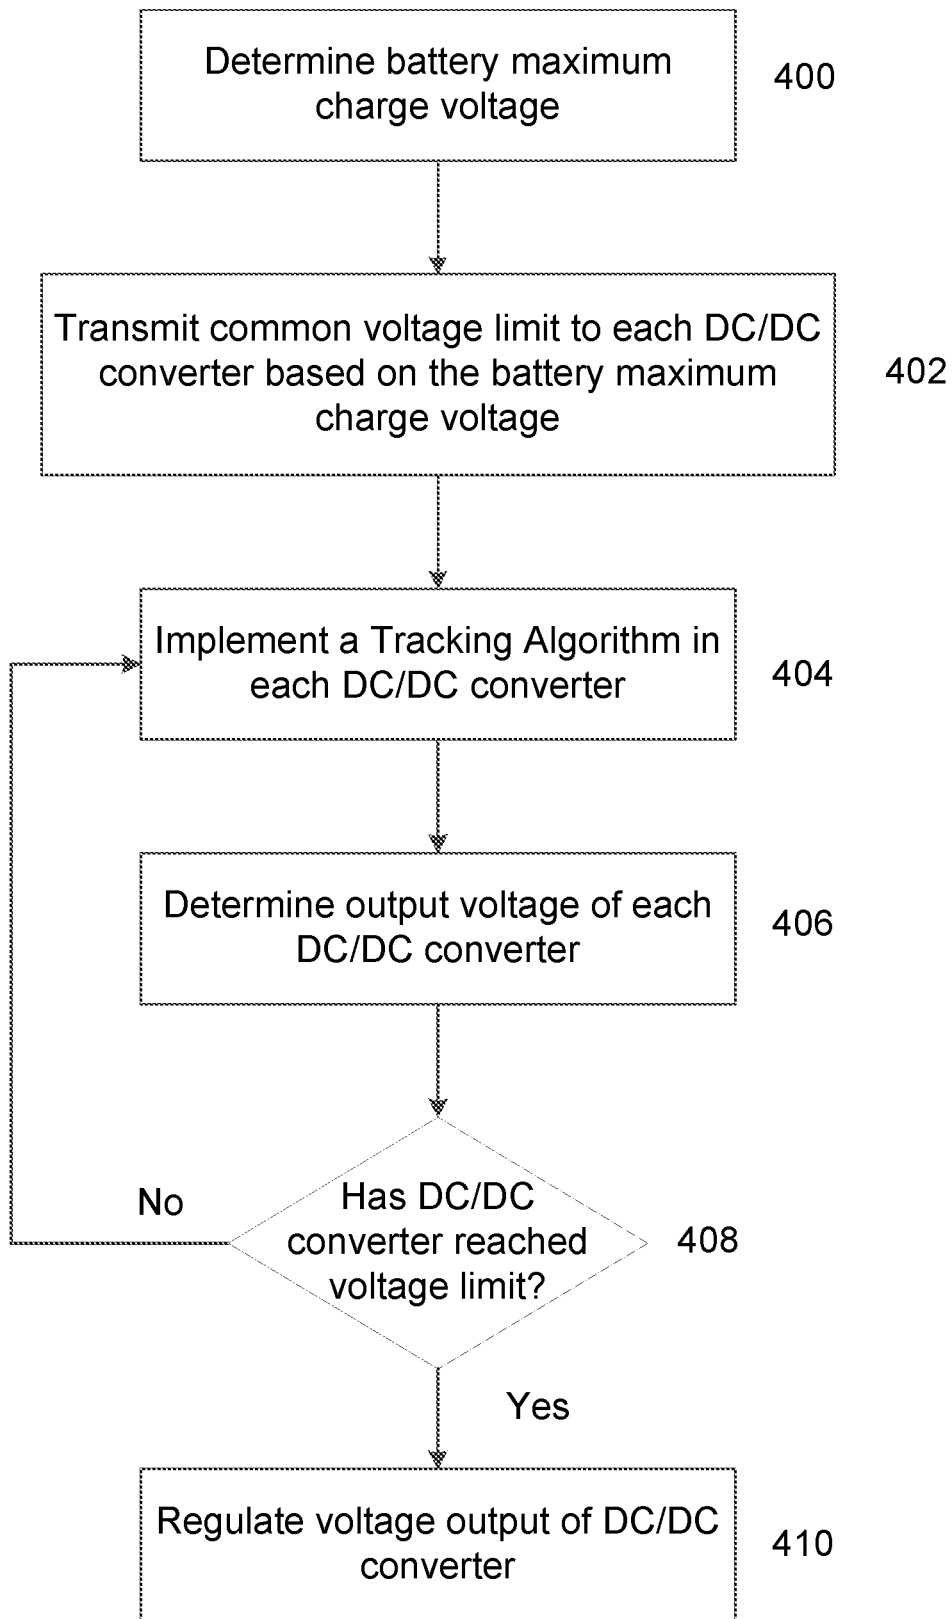 Determine battery maximum
charge voltage
400
Transmit common voltage limit to each DC/DC
converter based on the battery maximum
charge voltage
402
Implement a Tracking Algorithm in
each DC/DC converter
404
Determine output voltage of each
DC/DC converter
406
Has DC/DC
converter reached
voltage limit?
408
No
Yes
Regulate voltage output of DC/DC
converter
410